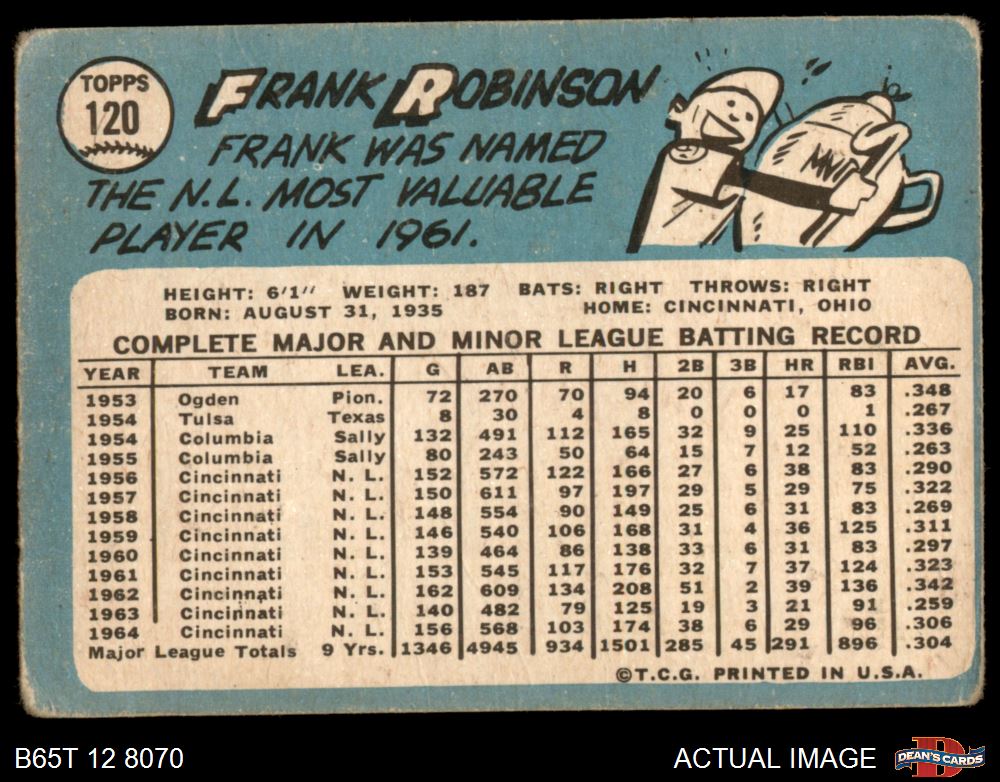 TOPPS
120
FRANK ROBINSON
FRANK WAS NAMED
THE N.L. MOST VALUABLE
PLAYER IN 1961.
MVP
HEIGHT: 6'1" WEIGHT: 187 BATS: RIGHT THROWS: RIGHT
BORN: AUGUST 31, 1935 HOME: CINCINNATI, OHIO
COMPLETE MAJOR AND MINOR LEAGUE BATTING RECORD
YEAR TEAM LEA. G AB R H 2B 3B HR RBI AVG.
1953 Ogden Pion. 72 270 70 94 20 6 17 83 .348
1954 Tulsa Texas 8 30 4 8 0 0 0 1 .267
1954 Columbia Sally 132 491 112 165 32 9 25 110 .336
1955 Columbia Sally 80 243 50 64 15 7 12 52 .263
1956 Cincinnati N. L. 152 572 122 166 27 6 38 83 .290
1957 Cincinnati N. L. 150 611 97 197 29 5 29 75 .322
1958 Cincinnati N. L. 148 554 90 149 25 6 31 83 .269
1959 Cincinnati N. L. 146 540 106 168 31 4 36 125 .311
1960 Cincinnati N. L. 139 464 86 138 33 6 31 83 .297
1961 Cincinnati N. L. 153 545 117 176 32 7 37 124 .323
1962 Cincinnati N. L. 162 609 134 208 51 2 39 136 .342
1963 Cincinnati N. L. 140 482 79 125 19 3 21 91 .259
1964 Cincinnati N. L. 156 568 103 174 38 6 29 96 .306
Major League Totals 9 Yrs. 1346 4945 934 1501 285 45 291 896 .304
©T.C.G. PRINTED IN U.S.A.
B65T 12 8070 ACTUAL IMAGE
D
DEAN'S CARDS